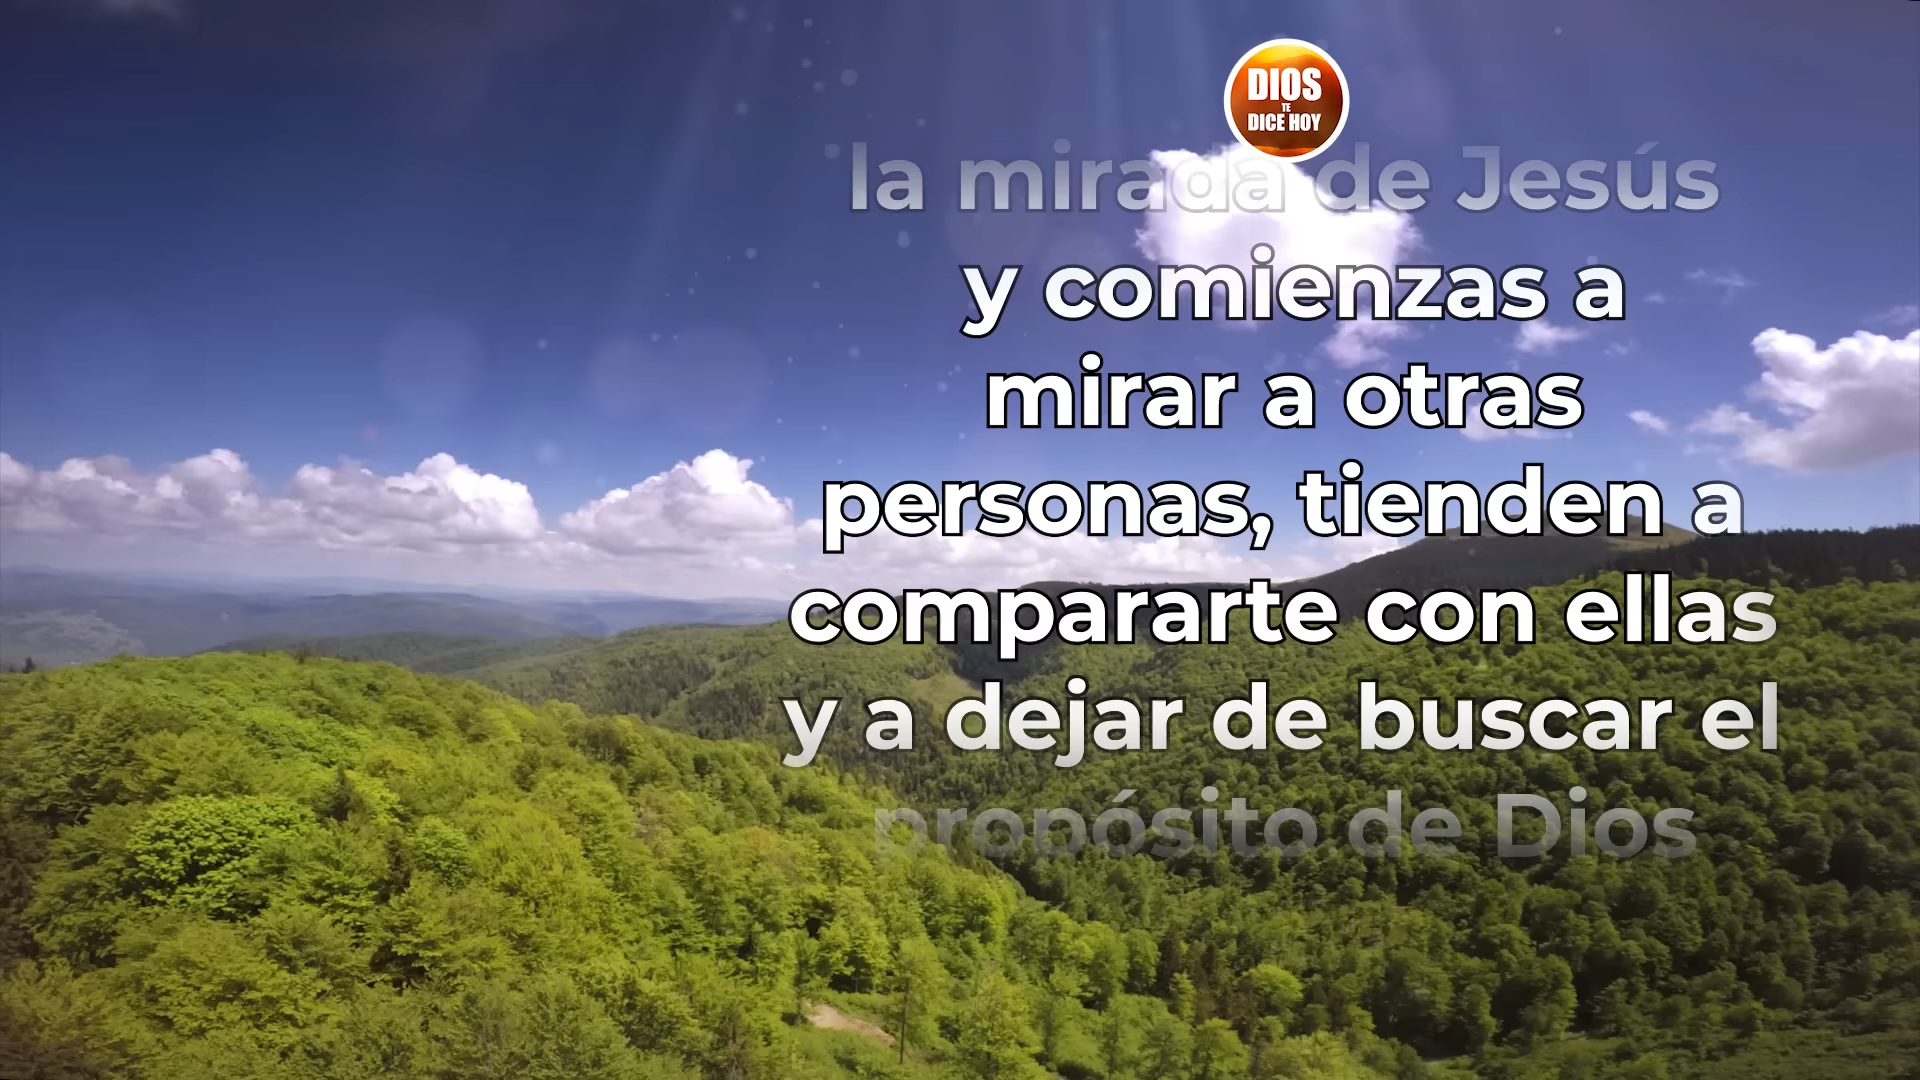 DIOS
TE
DICE HOY
la mirada de Jesús
y comienzas a
mirar a otras
personas, tienden a
compararte con ellas
y a dejar de buscar el
propósito de Dios